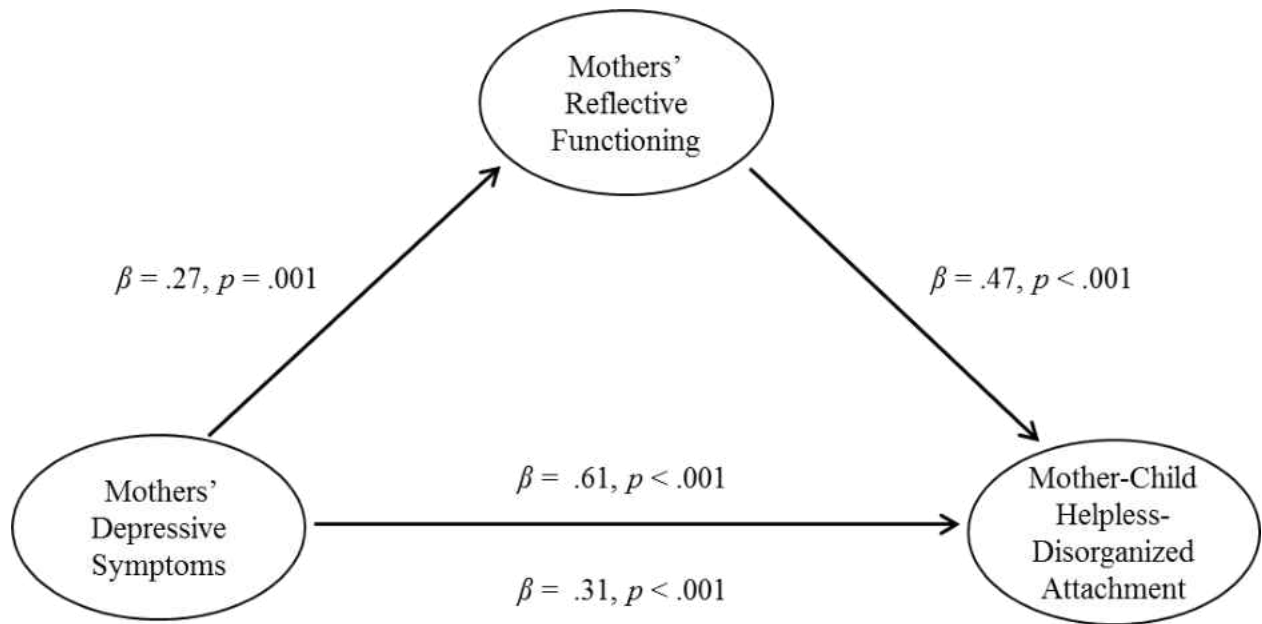 Mothers’
Reflective
Functioning
β = .27, p = .001
β = .47, p < .001
Mothers’
Depressive
Symptoms
β = .61, p < .001
β = .31, p < .001
Mother-Child
Helpless-
Disorganized
Attachment